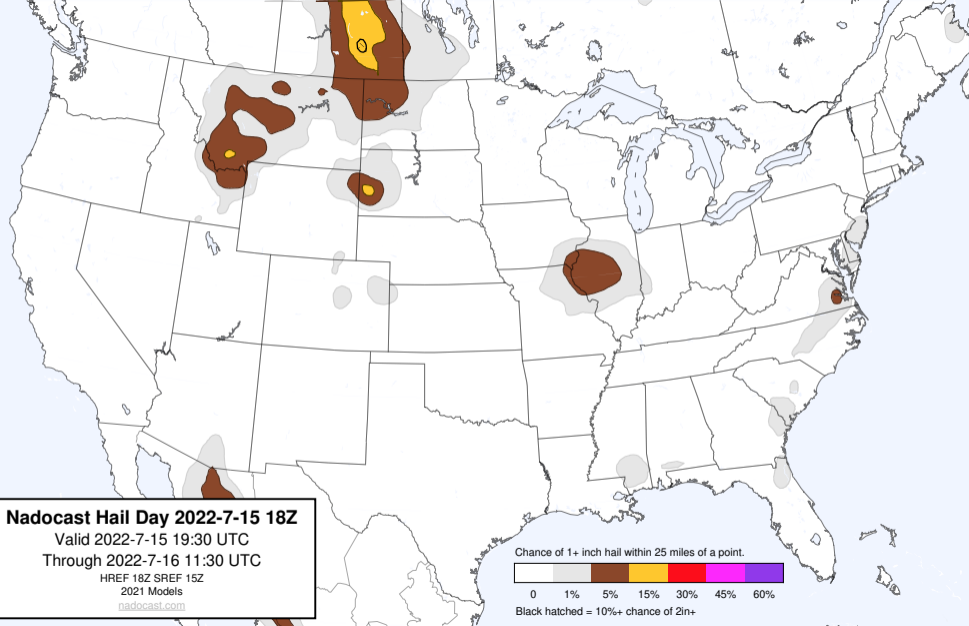 Nadocast Hail Day 2022-7-15 18Z
Valid 2022-7-15 19:30 UTC
Through 2022-7-16 11:30 UTC
HREF 18Z SREF 15Z
2021 Models
nadocast.com
Chance of 1+ inch hail within 25 miles of a point.
0 1% 5% 15% 30% 45% 60%
Black hatched = 10%+ chance of 2in+